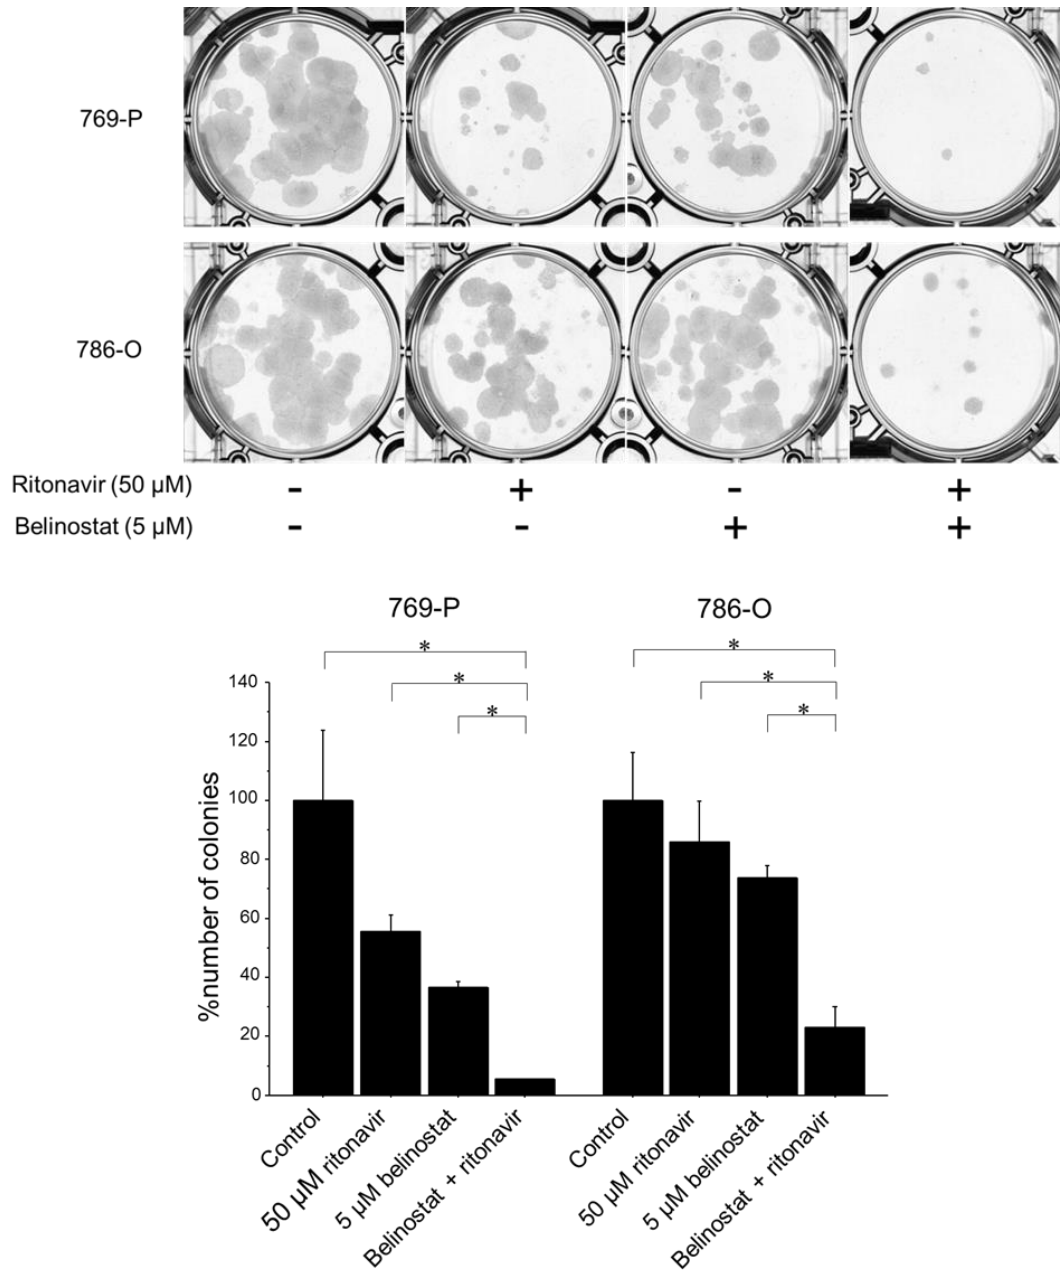 769-P
786-O
Ritonavir (50 µM) - + - +
Belinostat (5 µM) - - + +
769-P 786-O
* *
* *
* *
%number of colonies
140
120
100
80
60
40
20
0
Control
50 µM ritonavir
5 µM belinostat
Belinostat + ritonavir
Control
50 µM ritonavir
5 µM belinostat
Belinostat + ritonavir